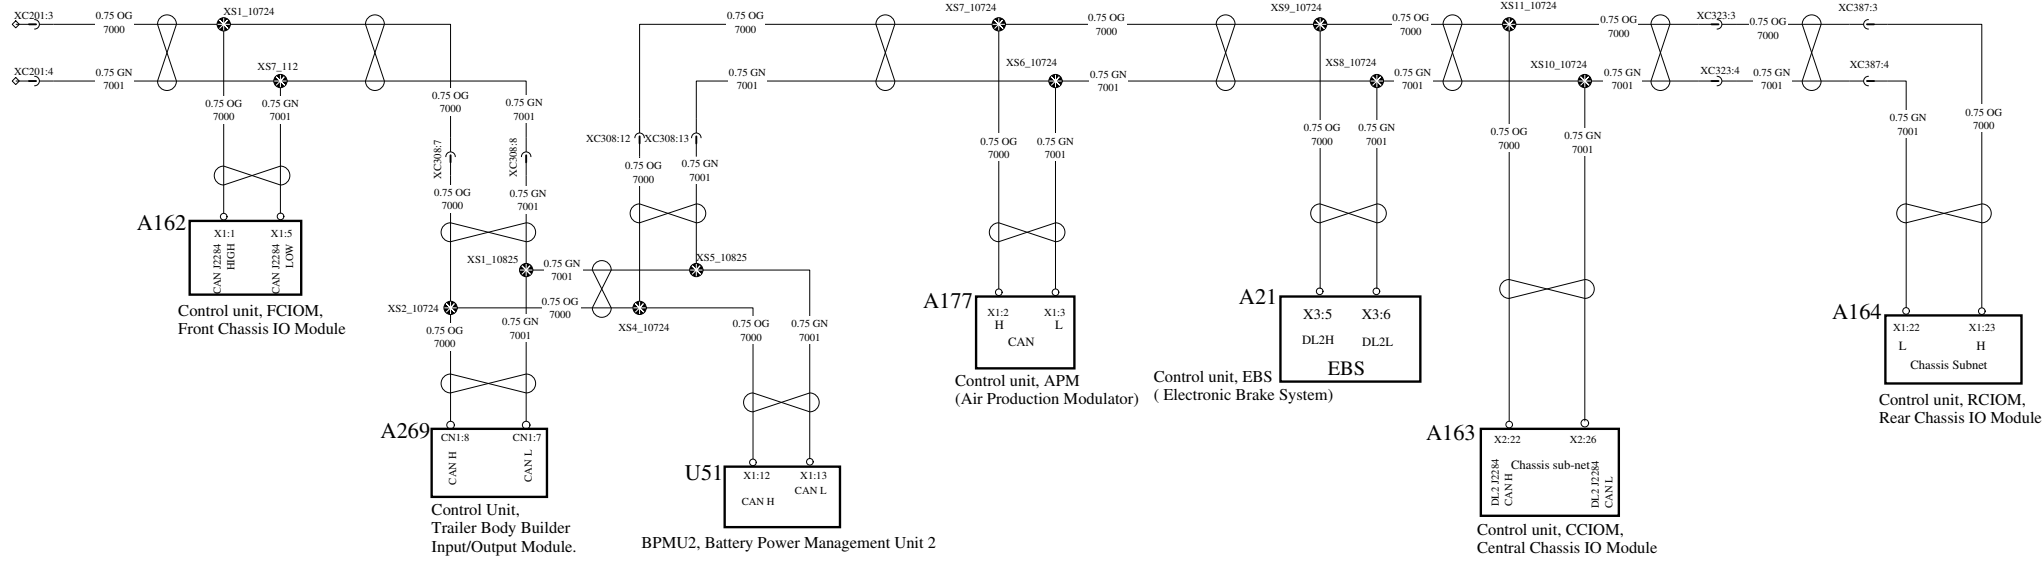 XC201:3
0.75 OG
7000
XS1_10724
XC201:4
0.75 GN
7001
XS7_112
0.75 OG
7000
0.75 GN
7001
A162
X1:1
CAN J2284
HIGH
X1:5
CAN J2284
LOW
Control unit, FCIOM,
Front Chassis IO Module
0.75 OG
7000
0.75 GN
7001
XC308:7
XC308:8
0.75 OG
7000
0.75 GN
7001
XS1_10825
0.75 GN
7001
XS5_10825
XS2_10724
0.75 OG
7000
XS4_10724
0.75 OG
7000
0.75 GN
7001
A269
CN1:8
CAN H
CN1:7
CAN L
Control Unit,
Trailer Body Builder
Input/Output Module.
0.75 OG
7000
0.75 GN
7001
XC308:12
XC308:13
0.75 OG
7000
0.75 GN
7001
0.75 OG
7000
0.75 GN
7001
U51
X1:12
CAN H
X1:13
CAN L
BPMU2, Battery Power Management Unit 2
XS7_10724
0.75 OG
7000
XS6_10724
0.75 GN
7001
0.75 OG
7000
0.75 GN
7001
A177
X1:2
H
X1:3
L
CAN
Control unit, APM
(Air Production Modulator)
XS9_10724
0.75 OG
7000
XS8_10724
0.75 GN
7001
0.75 OG
7000
0.75 GN
7001
A21
X3:5
X3:6
DL2H
DL2L
EBS
Control unit, EBS
( Electronic Brake System)
XS11_10724
0.75 OG
7000
XS10_10724
0.75 GN
7001
0.75 OG
7000
0.75 GN
7001
A163
X2:22
X2:26
Chassis sub-net
DL2 J2284
CAN H
DL2 J2284
CAN L
Control unit, CCIOM,
Central Chassis IO Module
XC323:3
0.75 OG
7000
XC387:3
XC323:4
0.75 GN
7001
XC387:4
0.75 GN
7001
0.75 OG
7000
A164
X1:22
X1:23
L
H
Chassis Subnet
Control unit, RCIOM,
Rear Chassis IO Module